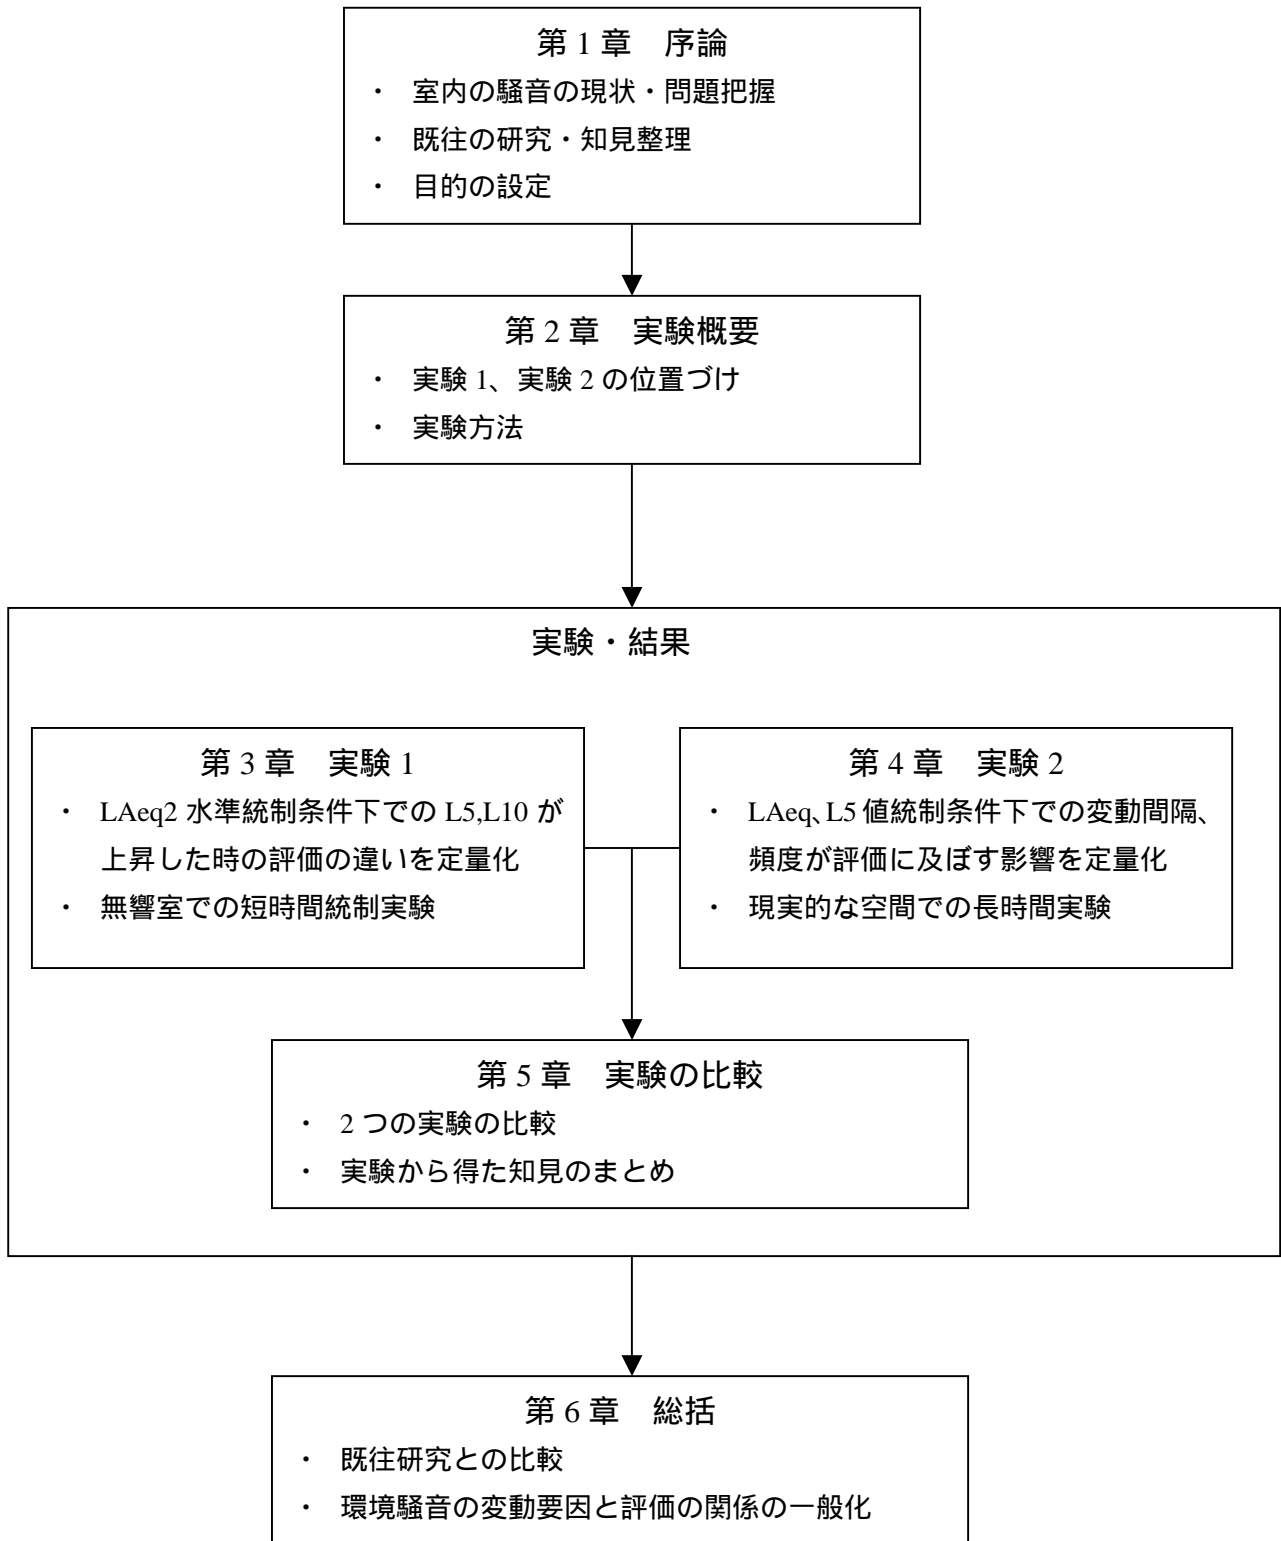 第 1 章　序論
・ 室内の騒音の現状・問題把握
・ 既往の研究・知見整理
・ 目的の設定
第 2 章　実験概要
・ 実験 1、実験 2 の位置づけ
・ 実験方法
実験・結果
第 3 章　実験 1
・ LAeq2 水準統制条件下での L5,L10 が
上昇した時の評価の違いを定量化
・ 無響室での短時間統制実験
第 4 章　実験 2
・ LAeq、L5 値統制条件下での変動間隔、
頻度が評価に及ぼす影響を定量化
・ 現実的な空間での長時間実験
第 5 章　実験の比較
・ 2 つの実験の比較
・ 実験から得た知見のまとめ
第 6 章　総括
・ 既往研究との比較
・ 環境騒音の変動要因と評価の関係の一般化